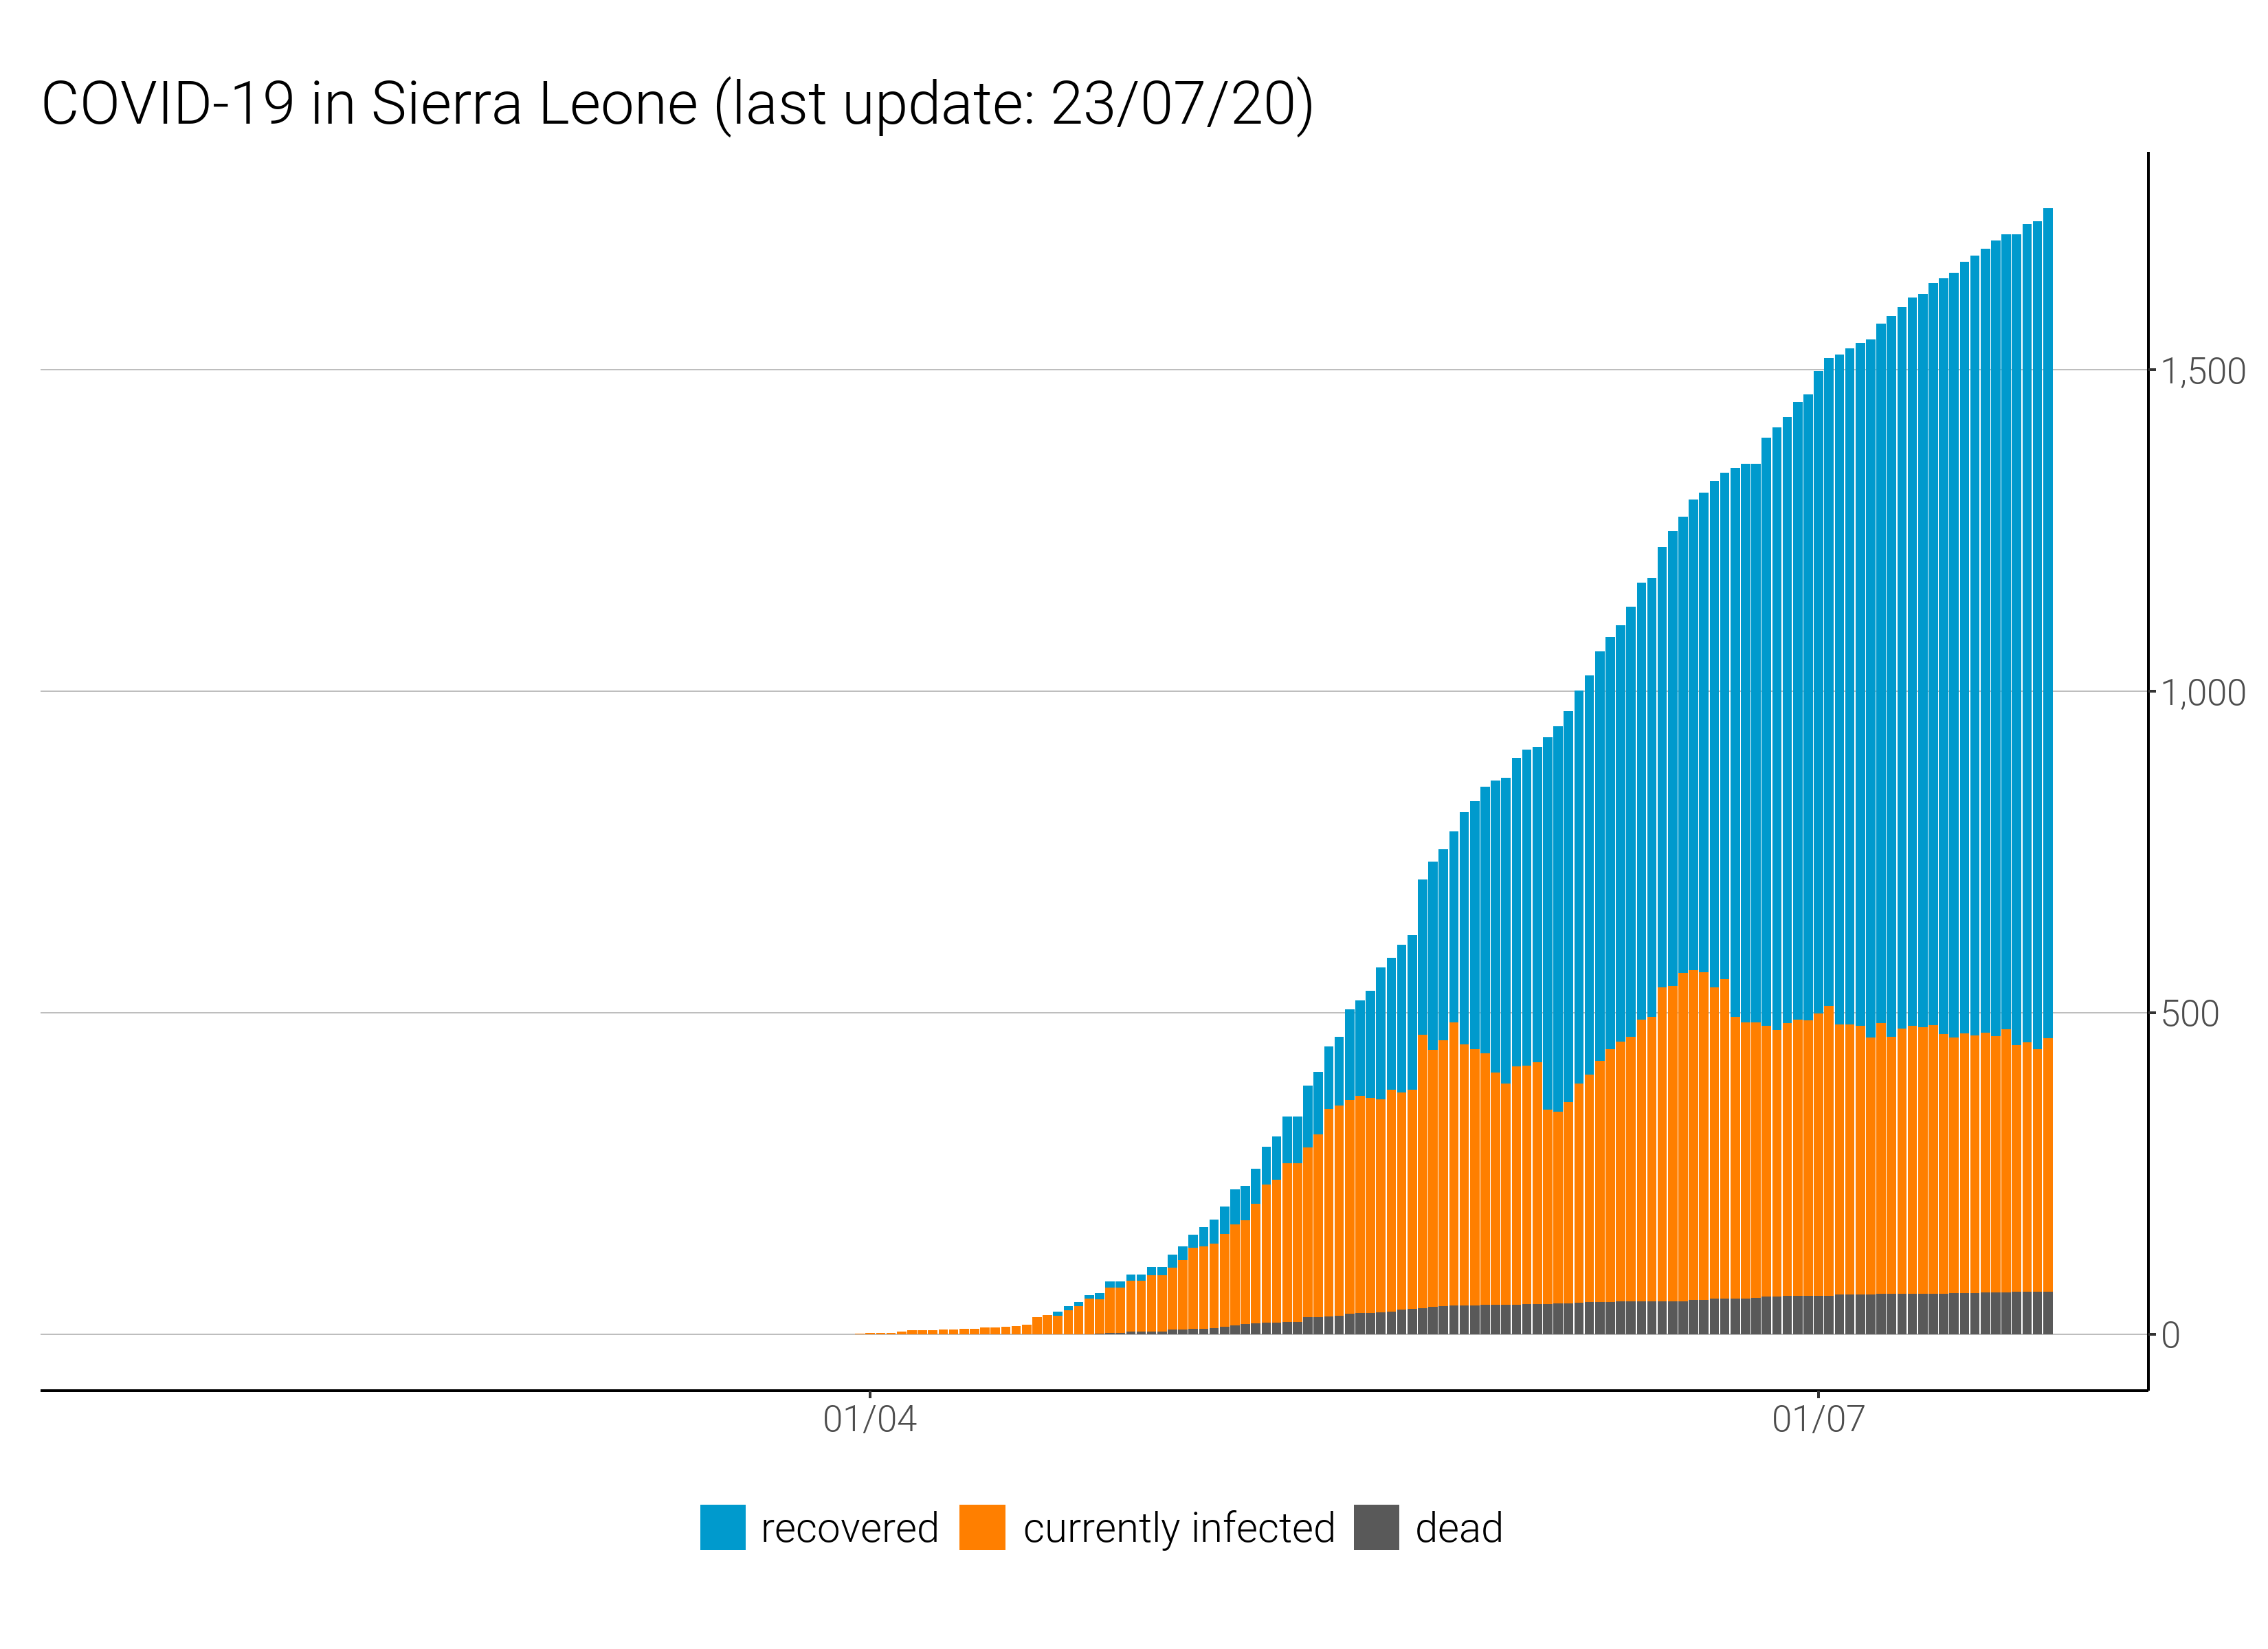 COVID-19 in Sierra Leone (last update: 23/07/20)
1,500
1,000
500
0
01/04 01/07
recovered currently infected dead